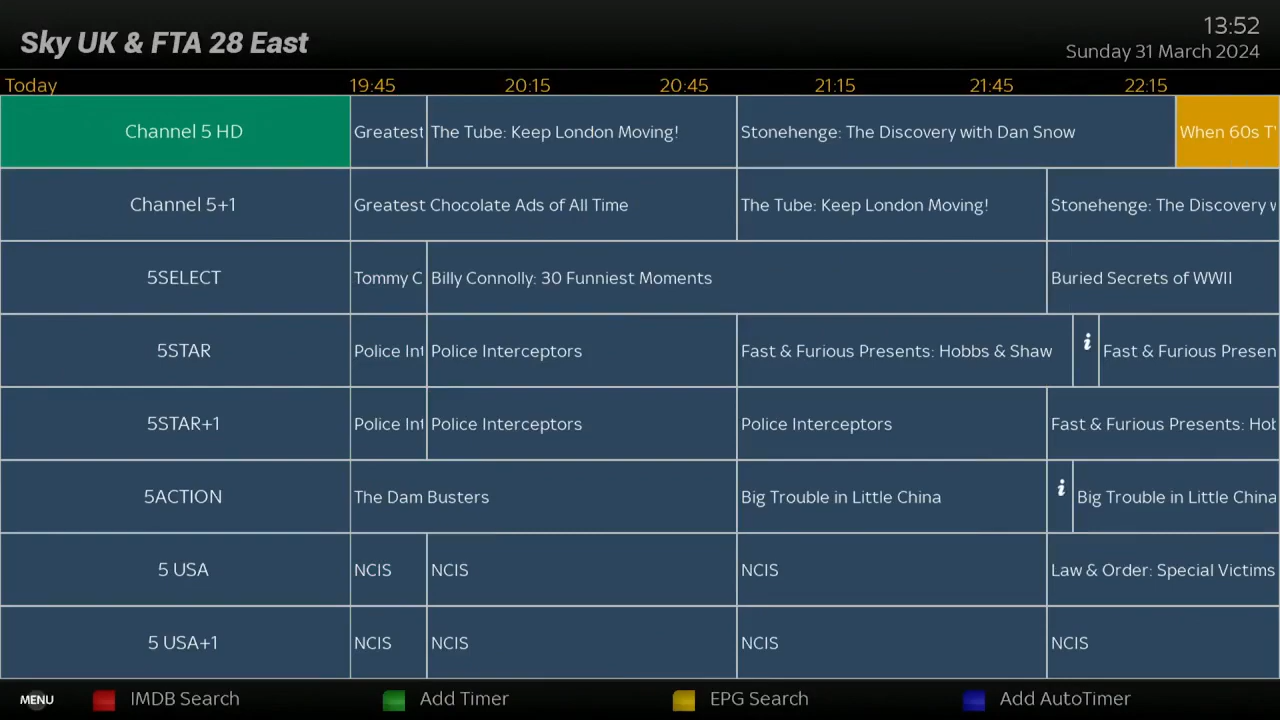 Sky UK & FTA 28 East
13:52
Sunday 31 March 2024
Today 19:45 20:15 20:45 21:15 21:45 22:15
Channel 5 HD Greatest The Tube: Keep London Moving! Stonehenge: The Discovery with Dan Snow When 60s
Channel 5+1 Greatest Chocolate Ads of All Time The Tube: Keep London Moving! Stonehenge: The Discovery
5SELECT Tommy C Billy Connolly: 30 Funniest Moments Buried Secrets of WWII
5STAR Police Int Police Interceptors Fast & Furious Presents: Hobbs & Shaw i Fast & Furious Presen
5STAR+1 Police Int Police Interceptors Police Interceptors Fast & Furious Presents: Hob
5ACTION The Dam Busters Big Trouble in Little China i Big Trouble in Little China
5 USA NCIS NCIS NCIS Law & Order: Special Victims
5 USA+1 NCIS NCIS NCIS NCIS
MENU IMDB Search Add Timer EPG Search Add AutoTimer